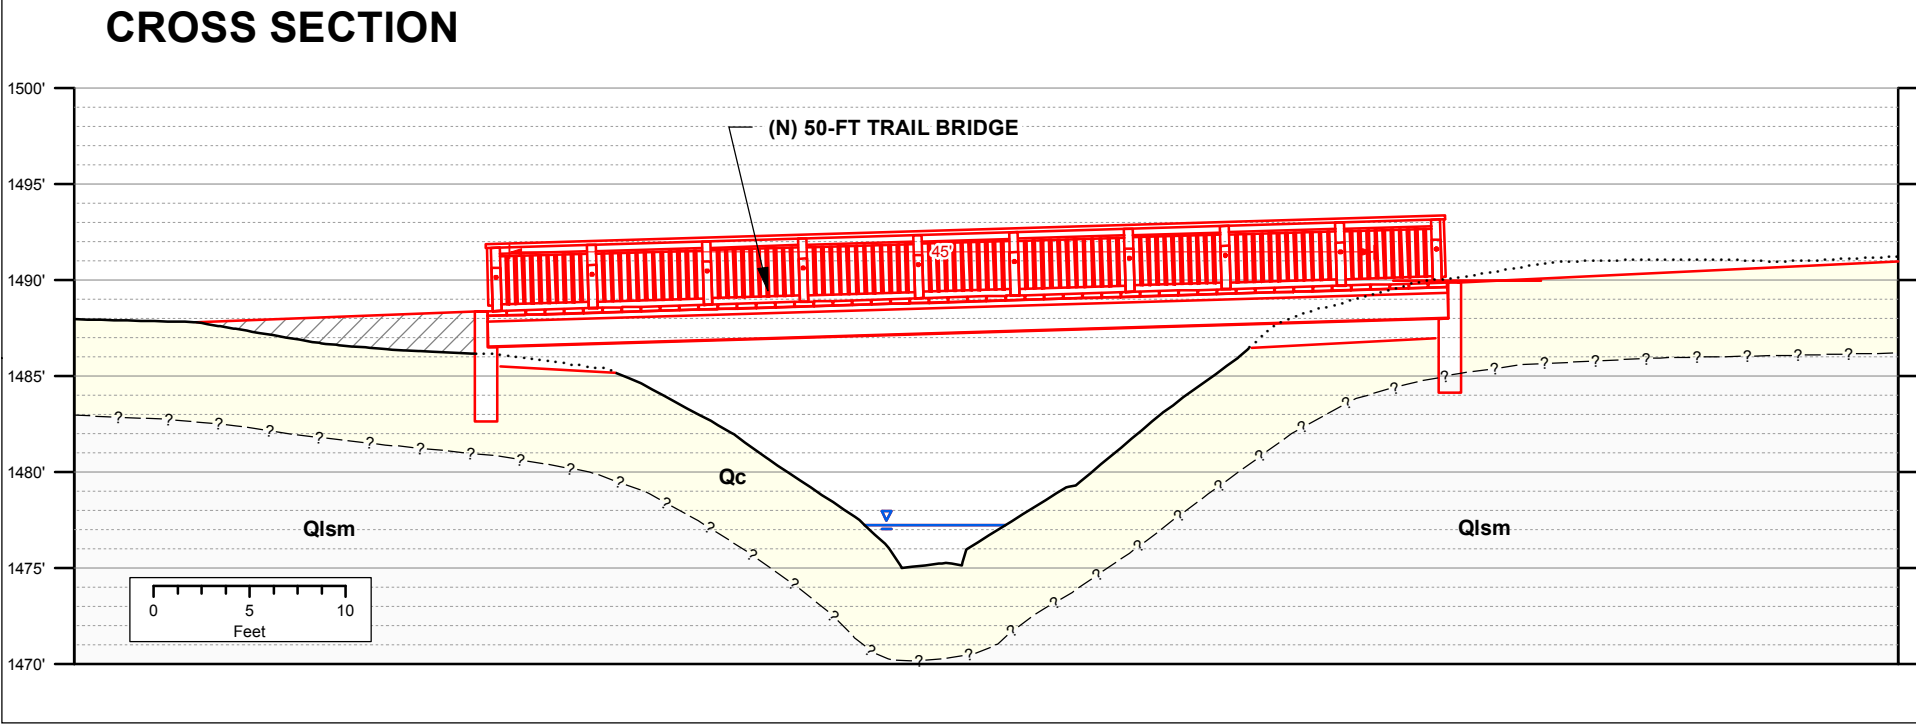 CROSS SECTION
1500'
(N) 50-FT TRAIL BRIDGE
1495'
45'
1490'
1485'
? ? ? ? ? ? ? ? ? ? ? ? ? ? ? ? ? ? ? ? ? ? ? ? ? ? ? ? ? ? ? ? ? ? ? ?
1480'
Qc
Qlsm
Qlsm
1475'
0 5 10
Feet
1470'